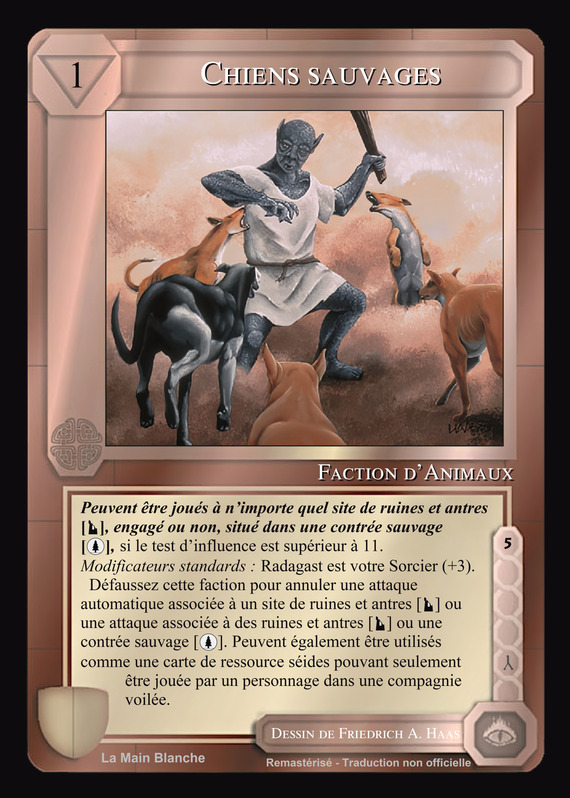 1
CHIENS SAUVAGES
FACTION D'ANIMAUX
Peuvent être joués à n'importe quel site de ruines et antres
[], engagé ou non, situé dans une contrée sauvage
[], si le test d'influence est supérieur à 11.
Modificateurs standards : Radagast est votre Sorcier (+3).
Défaussez cette faction pour annuler une attaque
automatique associée à un site de ruines et antres [] ou
une attaque associée à des ruines et antres [] ou une
contrée sauvage []. Peuvent également être utilisés
comme une carte de ressource séides pouvant seulement
être jouée par un personnage dans une compagnie
voilée.
5
DESSIN DE FRIEDRICH A. HAAS
La Main Blanche
Remastérisé - Traduction non officielle